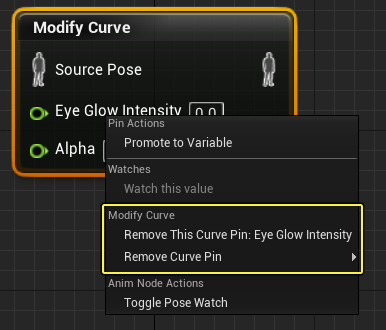 Modify Curve
Source Pose
Eye Glow Intensity 0.0
Alpha
Pin Actions
Promote to Variable
Watches
Watch this value
Modify Curve
Remove This Curve Pin: Eye Glow Intensity
Remove Curve Pin
Anim Node Actions
Toggle Pose Watch